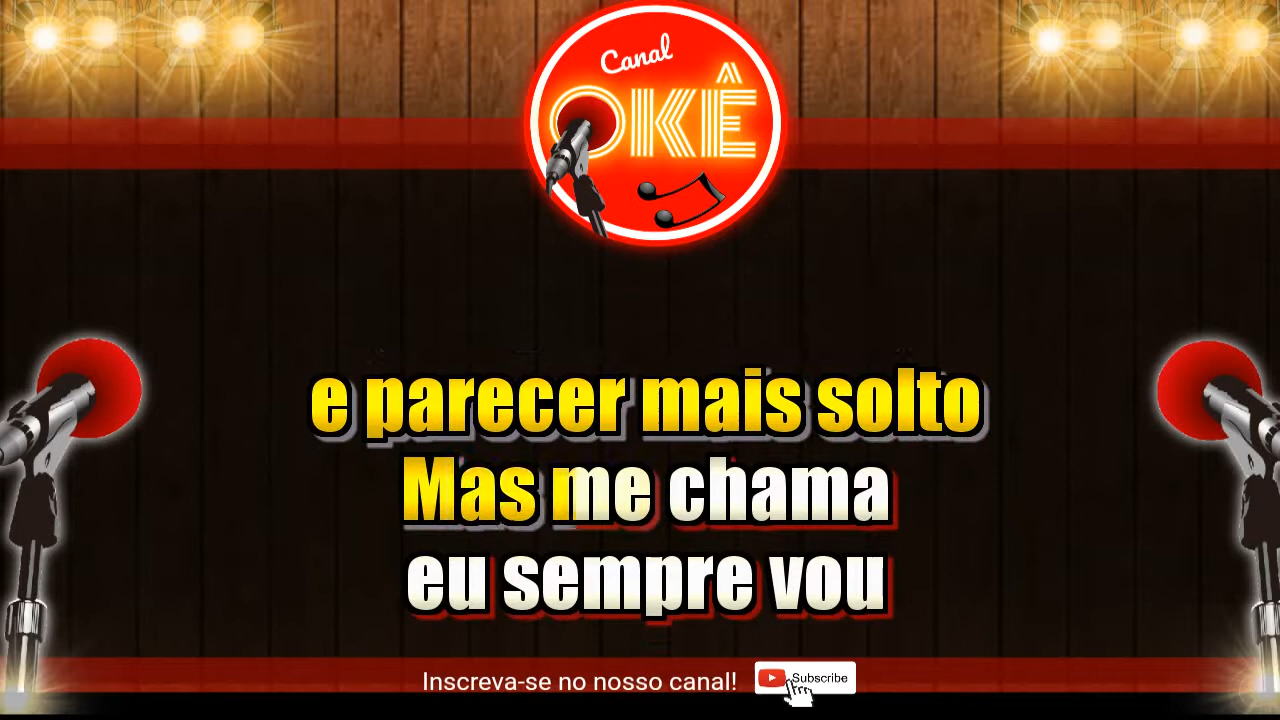 Canal
OKÊ
e parecer mais solto
Mas me chama
eu sempre vou
Inscreva-se no nosso canal!
Subscribe